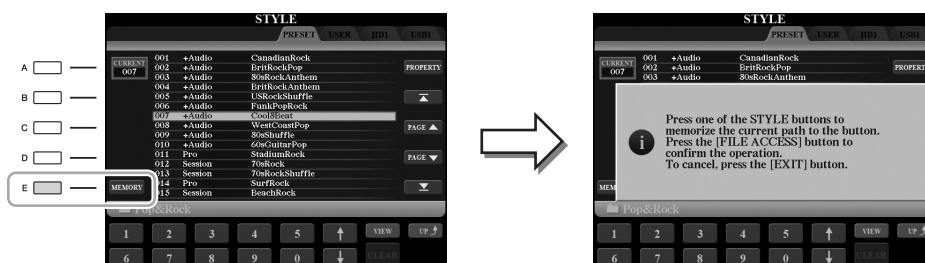 STYLE
PRESET USER HD1 USB1
A
B
C
D
E
CURRENT
007
001 +Audio CanadianRock
002 +Audio BritRockPop
003 +Audio 80sRockAnthem
004 +Audio BritRockAnthem
005 +Audio USRockShuffle
006 +Audio FunkPopRock
007 +Audio Cool8Beat
008 +Audio WestCoastPop
009 +Audio 80sShuffle
010 +Audio 60sGuitarPop
011 Pro StadiumRock
012 Session 70sRock
013 Session 70sRockShuffle
014 Pro SurfRock
015 Session BeachRock
PROPERTY
PAGE
PAGE
MEMORY
Pop&Rock
1 2 3 4 5 VIEW UP
6 7 8 9 0 CLEAR
STYLE
PRESET USER HD1 USB1
CURRENT
007
001 +Audio CanadianRock
002 +Audio BritRockPop
003 +Audio 80sRockAnthem
PROPERT
i
Press one of the STYLE buttons to
memorize the current path to the button.
Press the [FILE ACCESS] button to
confirm the operation.
To cancel, press the [EXIT] button.
MEM
Pop&Rock
1 2 3 4 5 VIEW UP
6 7 8 9 0 CLEAR